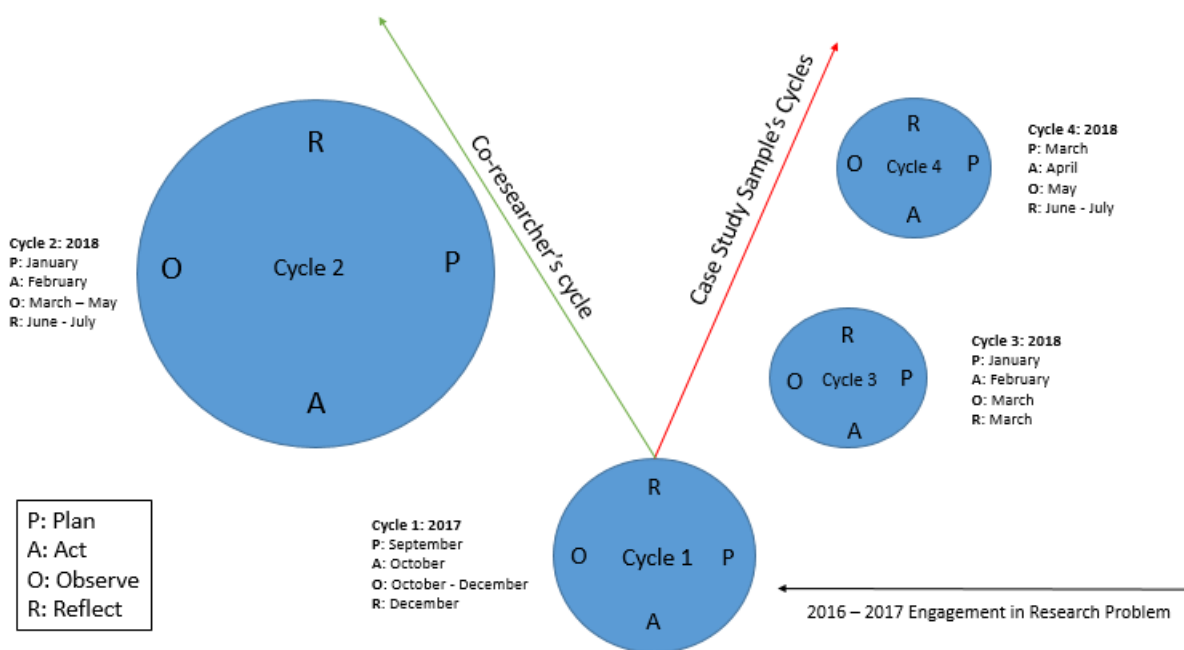 Co-researcher's cycle
Case Study Sample's Cycles
R
O
Cycle 2
P
A
Cycle 2: 2018
P: January
A: February
O: March – May
R: June - July
R
O
Cycle 4
P
A
Cycle 4: 2018
P: March
A: April
O: May
R: June - July
R
O
Cycle 3
P
A
Cycle 3: 2018
P: January
A: February
O: March
R: March
R
O
Cycle 1
P
A
Cycle 1: 2017
P: September
A: October
O: October - December
R: December
P: Plan
A: Act
O: Observe
R: Reflect
2016 – 2017 Engagement in Research Problem